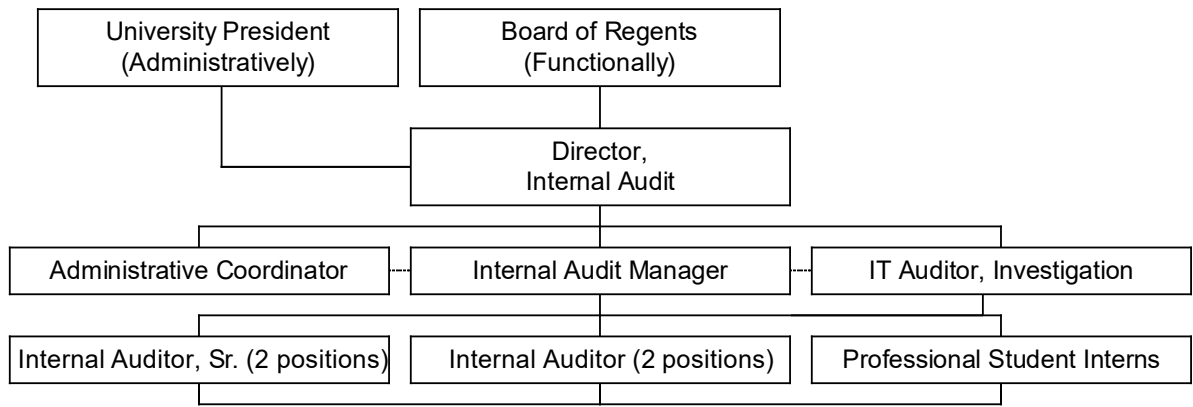 University President
(Administratively)
Board of Regents
(Functionally)
Director,
Internal Audit
Administrative Coordinator
Internal Audit Manager
IT Auditor, Investigation
Internal Auditor, Sr. (2 positions)
Internal Auditor (2 positions)
Professional Student Interns